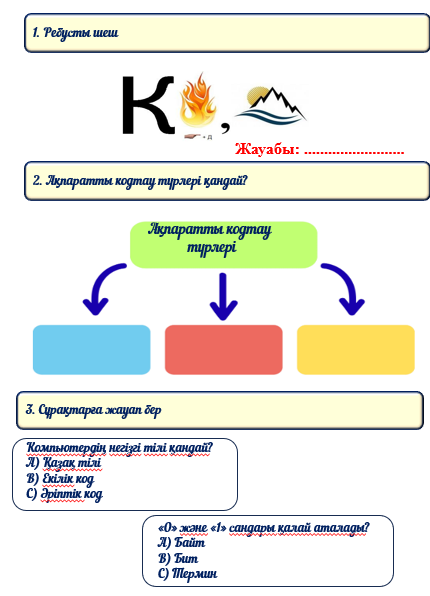 1. Ребусты шеш
К ,
+ д
Жауабы: .........................
2. Ақпаратты кодтау түрлері қандай?
Ақпаратты кодтау
түрлері
3. Сұрақтарға жауап бер
Компьютердің негізгі тілі қандай?
A) Қазақ тілі
B) Екілік код
C) Әріптік код
«0» және «1» сандары қалай аталады?
A) Байт
B) Бит
C) Термин